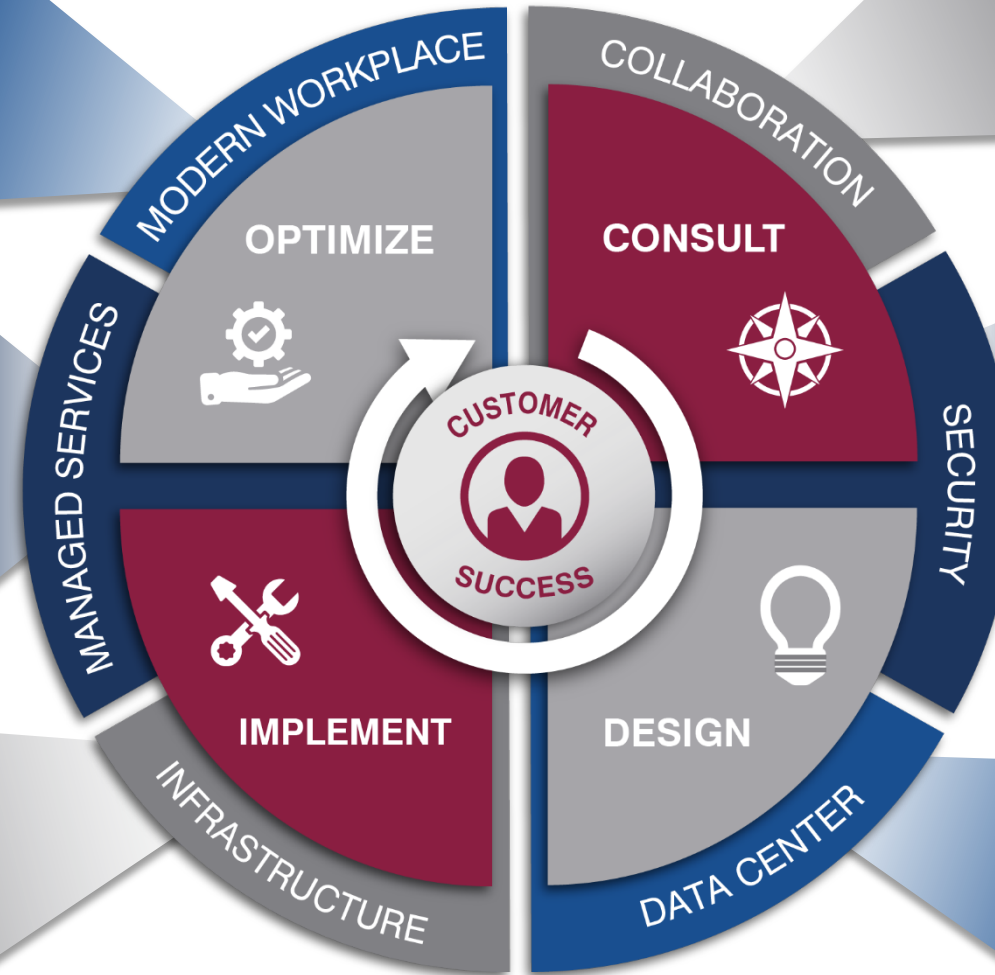 MODERN WORKPLACE
COLLABORATION
OPTIMIZE
CONSULT
MANAGED SERVICES
CUSTOMER
SUCCESS
SECURITY
IMPLEMENT
DESIGN
INFRASTRUCTURE
DATA CENTER